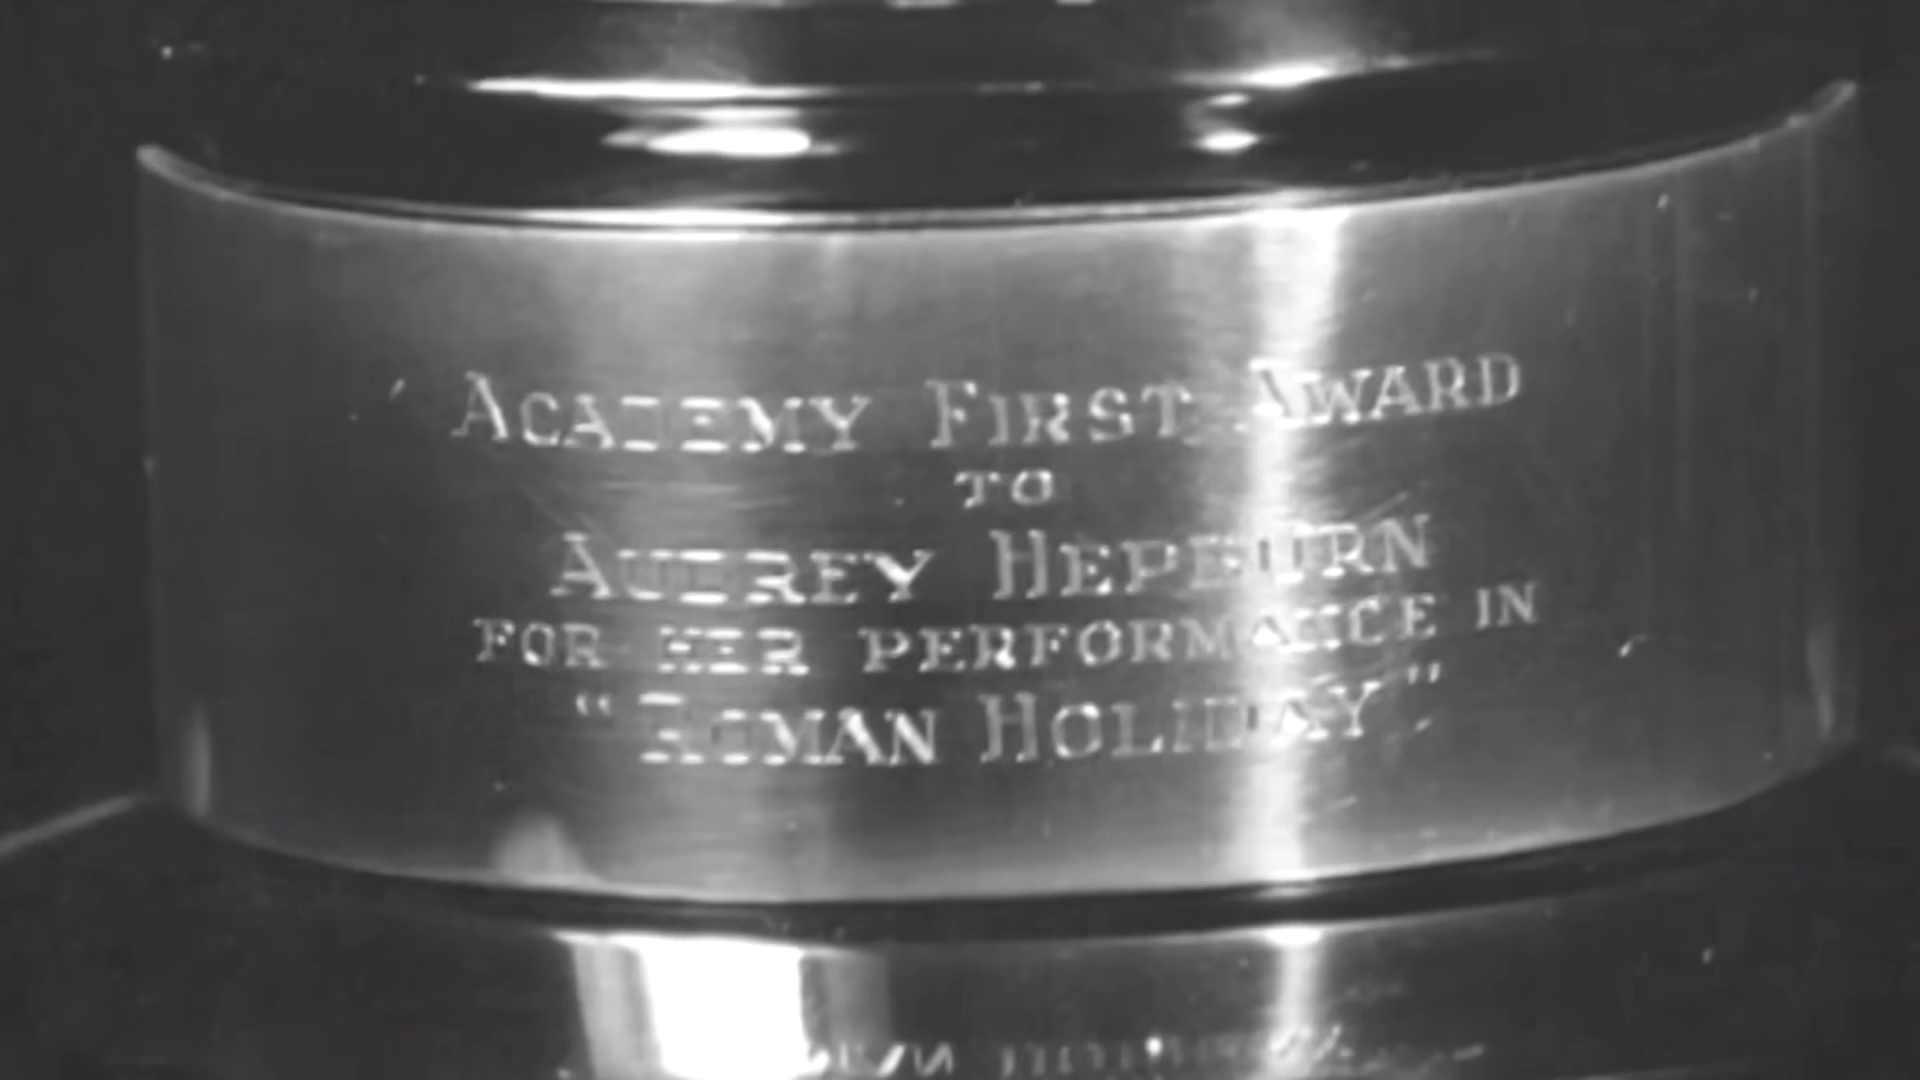 ACADEMY FIRST AWARD
TO
AUDREY HEPBURN
FOR HER PERFORMANCE IN
"ROMAN HOLIDAY"